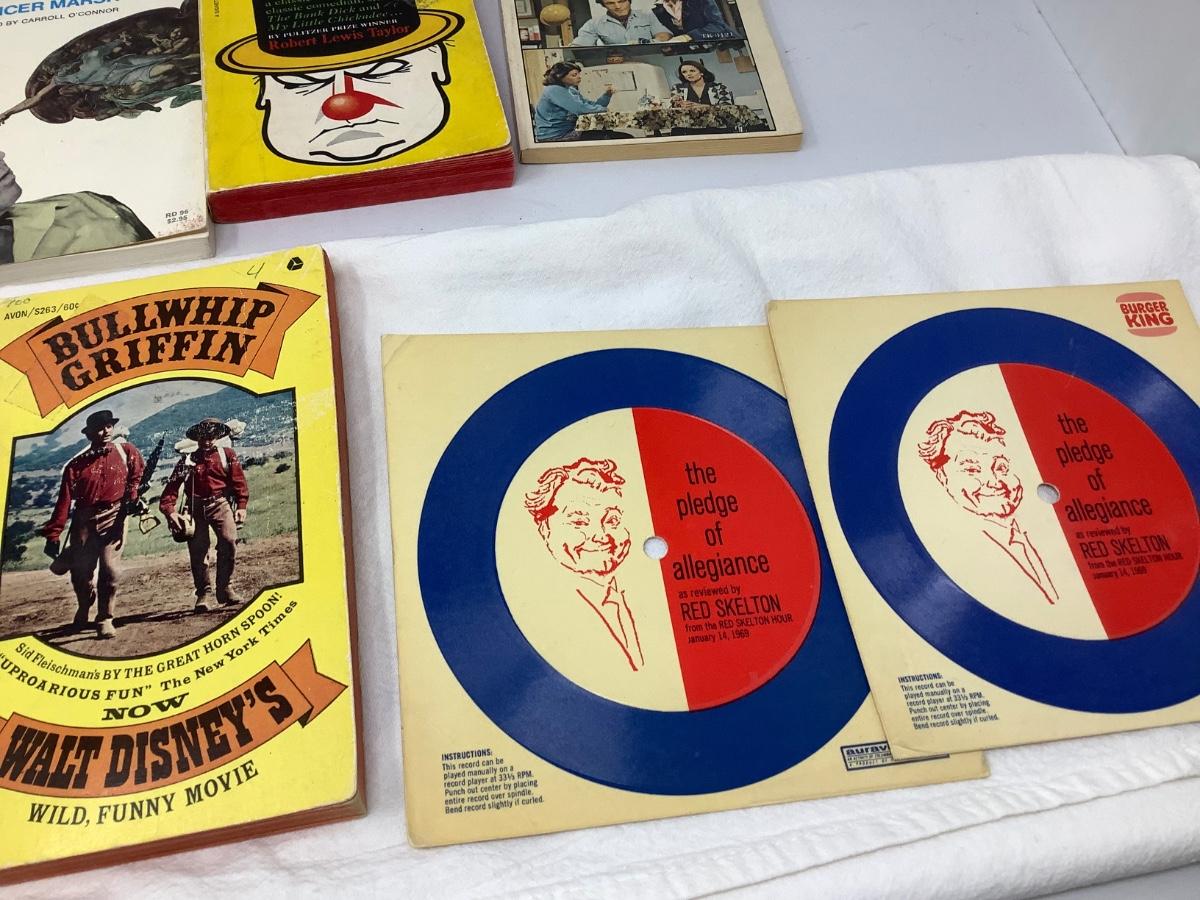 CER MARSH
BY CARROLL O'CONNOR
RD 96
$2.95
The Bank Dick and
My Little Chickadee
BY PULITZER PRIZE WINNER
Robert Lewis Taylor
TK-9121
4
AVON/S263/60¢
BULLWHIP
GRIFFIN
Sid Fleischman's BY THE GREAT HORN SPOON!
"UPROARIOUS FUN" The New York Times
NOW
WALT DISNEY'S
WILD, FUNNY MOVIE
the
pledge
of
allegiance
as reviewed by
RED SKELTON
from the RED SKELTON HOUR
January 14, 1969
INSTRUCTIONS:
This record can be
played manually on a
record player at 33⅓ RPM.
Punch out center by placing
entire record over spindle.
Bend record slightly if curled.
aurav
BURGER
KING
the
pledge
of
allegiance
as reviewed by
RED SKELTON
from the RED SKELTON HOUR
January 14, 1969
INSTRUCTIONS:
This record can be
played manually on a
record player at 33⅓ RPM.
Punch out center by placing
entire record over spindle.
Bend record slightly if curled.